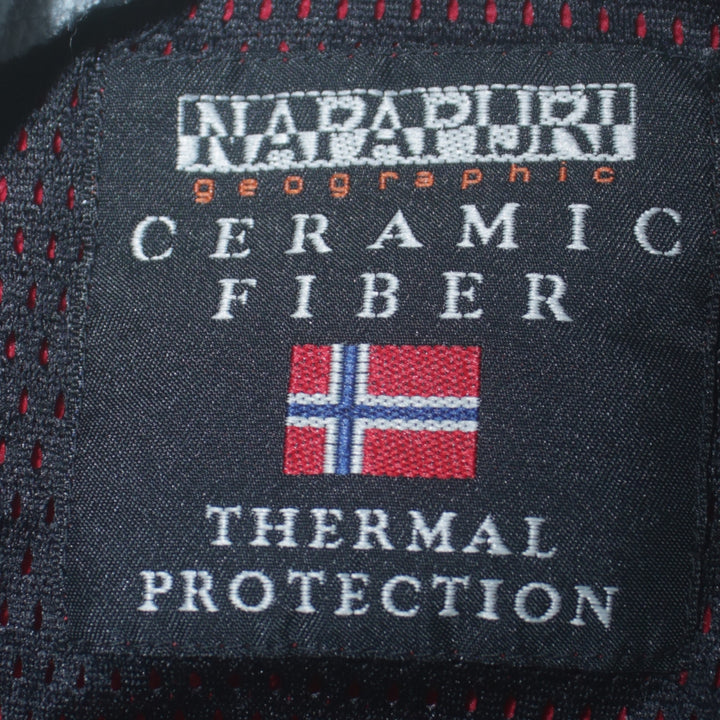 NAPAPIJRI
geographic
CERAMIC
FIBER
THERMAL
PROTECTION